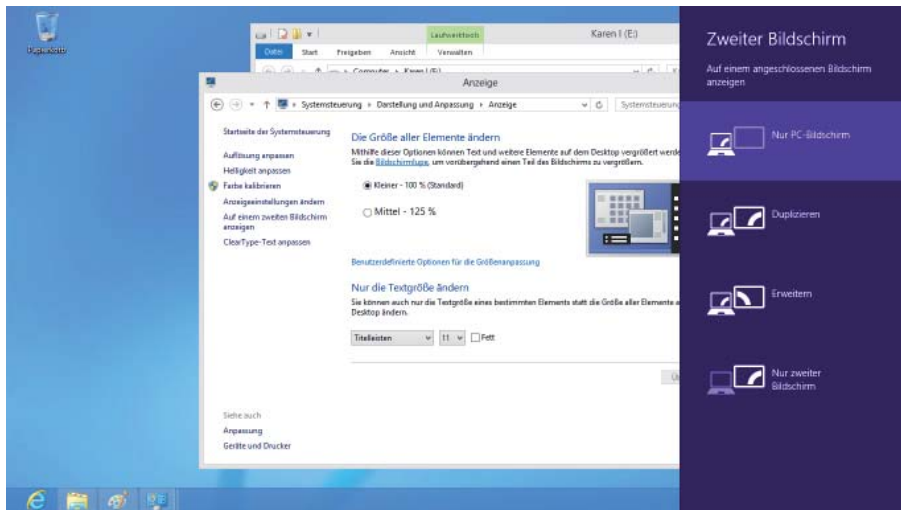 Papierkorb
Laufwerktools
Karen I (E:)
Datei Start Freigeben Ansicht Verwalten
Computer Karen I (E:)
Anzeige
Systemsteuerung Darstellung und Anpassung Anzeige
Startseite der Systemsteuerung
Auflösung anpassen
Helligkeit anpassen
Farbe kalibrieren
Anzeigeeinstellungen ändern
Auf einem zweiten Bildschirm
anzeigen
ClearType-Text anpassen
Siehe auch
Anpassung
Geräte und Drucker
Die Größe aller Elemente ändern
Mithilfe dieser Optionen können Text und weitere Elemente auf dem Desktop vergrößert
Sie die Bildschirmlupe, um vorübergehend einen Teil des Bildschirms zu vergrößern.
Kleiner - 100 % (Standard)
Mittel - 125 %
Benutzerdefinierte Optionen für die Größenanpassung
Nur die Textgröße ändern
Sie können auch nur die Textgröße eines bestimmten Elements statt die Größe aller Elemente
Desktop ändern.
Titelleisten 11 Fett
Zweiter Bildschirm
Auf einem angeschlossenen Bildschirm
anzeigen
Nur PC-Bildschirm
Duplizieren
Erweitern
Nur zweiter
Bildschirm